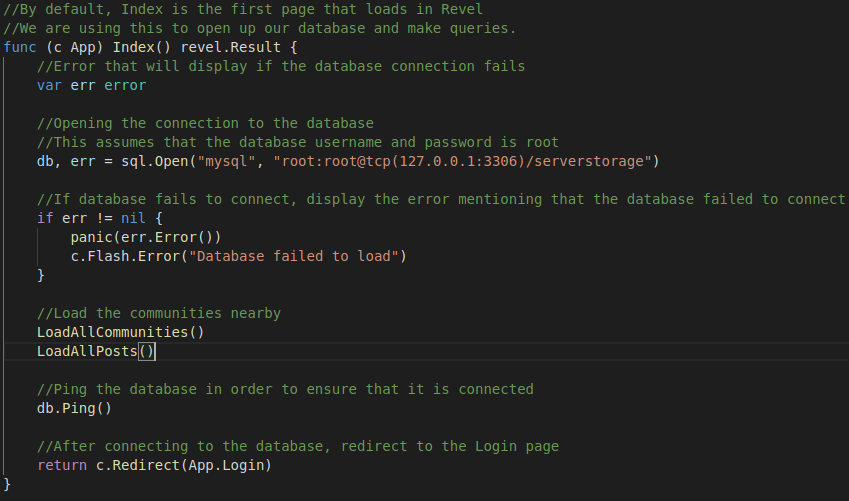 //By default, Index is the first page that loads in Revel
//We are using this to open up our database and make queries.
func (c App) Index() revel.Result {
    //Error that will display if the database connection fails
    var err error

    //Opening the connection to the database
    //This assumes that the database username and password is root
    db, err = sql.Open("mysql", "root:root@tcp(127.0.0.1:3306)/serverstorage")

    //If database fails to connect, display the error mentioning that the database failed to connect
    if err != nil {
        panic(err.Error())
        c.Flash.Error("Database failed to load")
    }

    //Load the communities nearby
    LoadAllCommunities()
    LoadAllPosts()

    //Ping the database in order to ensure that it is connected
    db.Ping()

    //After connecting to the database, redirect to the Login page
    return c.Redirect(App.Login)
}